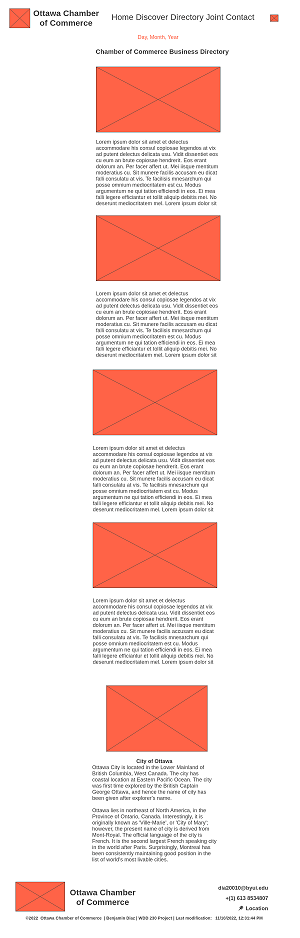 Ottawa Chamber
of Commerce
Home Discover Directory Joint Contact
Day, Month, Year
Chamber of Commerce Business Directory
Lorem ipsum dolor sit amet et delectus
accommodare his consul copiosae legendos at vix
ad putent delectus delicata usu. Vidit dissentiet eos
cu eum an brute copiosae hendrerit. Eos erant
dolorum an. Per facer affert ut. Mei iisque mentitum
moderatius cu. Sit munere facilis accusam eu dicat
falli consulatu at vis. Te facilisis mnesarchum qui
posse omnium mediocritatem est cu. Modus
argumentum ne qui tation efficiendi in eos. Ei mea
falli legere efficiantur et tollit aliquip debitis mei. No
deserunt mediocritatem mel. Lorem ipsum dolor sit
Lorem ipsum dolor sit amet et delectus
accommodare his consul copiosae legendos at vix
ad putent delectus delicata usu. Vidit dissentiet eos
cu eum an brute copiosae hendrerit. Eos erant
dolorum an. Per facer affert ut. Mei iisque mentitum
moderatius cu. Sit munere facilis accusam eu dicat
falli consulatu at vis. Te facilisis mnesarchum qui
posse omnium mediocritatem est cu. Modus
argumentum ne qui tation efficiendi in eos. Ei mea
falli legere efficiantur et tollit aliquip debitis mei. No
deserunt mediocritatem mel. Lorem ipsum dolor sit
Lorem ipsum dolor sit amet et delectus
accommodare his consul copiosae legendos at vix
ad putent delectus delicata usu. Vidit dissentiet eos
cu eum an brute copiosae hendrerit. Eos erant
dolorum an. Per facer affert ut. Mei iisque mentitum
moderatius cu. Sit munere facilis accusam eu dicat
falli consulatu at vis. Te facilisis mnesarchum qui
posse omnium mediocritatem est cu. Modus
argumentum ne qui tation efficiendi in eos. Ei mea
falli legere efficiantur et tollit aliquip debitis mei. No
deserunt mediocritatem mel. Lorem ipsum dolor sit
Lorem ipsum dolor sit amet et delectus
accommodare his consul copiosae legendos at vix
ad putent delectus delicata usu. Vidit dissentiet eos
cu eum an brute copiosae hendrerit. Eos erant
dolorum an. Per facer affert ut. Mei iisque mentitum
moderatius cu. Sit munere facilis accusam eu dicat
falli consulatu at vis. Te facilisis mnesarchum qui
posse omnium mediocritatem est cu. Modus
argumentum ne qui tation efficiendi in eos. Ei mea
falli legere efficiantur et tollit aliquip debitis mei. No
deserunt mediocritatem mel. Lorem ipsum dolor sit
City of Ottawa
Ottawa City is located in the Lower Mainland of
British Columbia, West Canada. The city has
coastal location at Eastern Pacific Ocean. The city
was first time explored by the British Captain
George Ottawa, and hence the name of city has
been given after explorer's name.
Ottawa lies in northeast of North America, in the
Province of Ontario, Canada. Interestingly, it is
originally known as 'Ville-Marie', or 'City of Mary';
however, the present name of city is derived from
Mont-Royal. The official language of the city is
French. It is the second largest French speaking city
in the world after Paris. Surprisingly, Montreal has
been consistently maintaining good position in the
list of world's most livable cities.
Ottawa Chamber
of Commerce
dia20010@byui.edu
+(1) 613 8534807
Location
©2022 Ottawa Chamber of Commerce | Benjamin Diaz | WDD 230 Project | Last modification: 11/16/2022, 12:31:44 PM